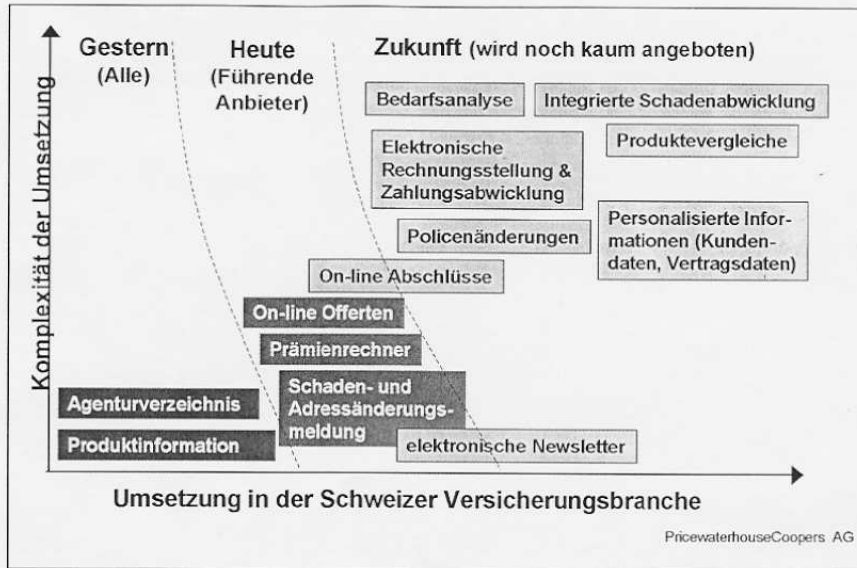 Gestern
(Alle)
Heute
(Führende
Anbieter)
Zukunft (wird noch kaum angeboten)
Komplexität der Umsetzung
Bedarfsanalyse
Integrierte Schadenabwicklung
Elektronische
Rechnungsstellung &
Zahlungsabwicklung
Produktevergleiche
Policenänderungen
Personalisierte Infor-
mationen (Kunden-
daten, Vertragsdaten)
On-line Abschlüsse
On-line Offerten
Prämienrechner
Schaden- und
Adressänderungs-
meldung
Agenturverzeichnis
Produktinformation
elektronische Newsletter
Umsetzung in der Schweizer Versicherungsbranche
PricewaterhouseCoopers AG